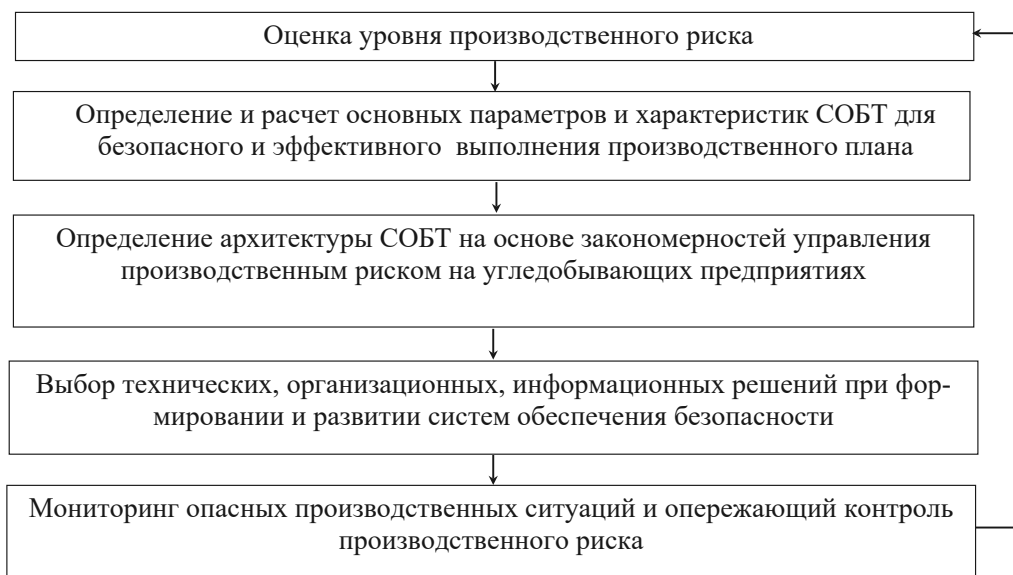 Оценка уровня производственного риска
Определение и расчет основных параметров и характеристик СОБТ для
безопасного и эффективного выполнения производственного плана
Определение архитектуры СОБТ на основе закономерностей управления
производственным риском на угледобывающих предприятиях
Выбор технических, организационных, информационных решений при фор-
мировании и развитии систем обеспечения безопасности
Мониторинг опасных производственных ситуаций и опережающий контроль
производственного риска